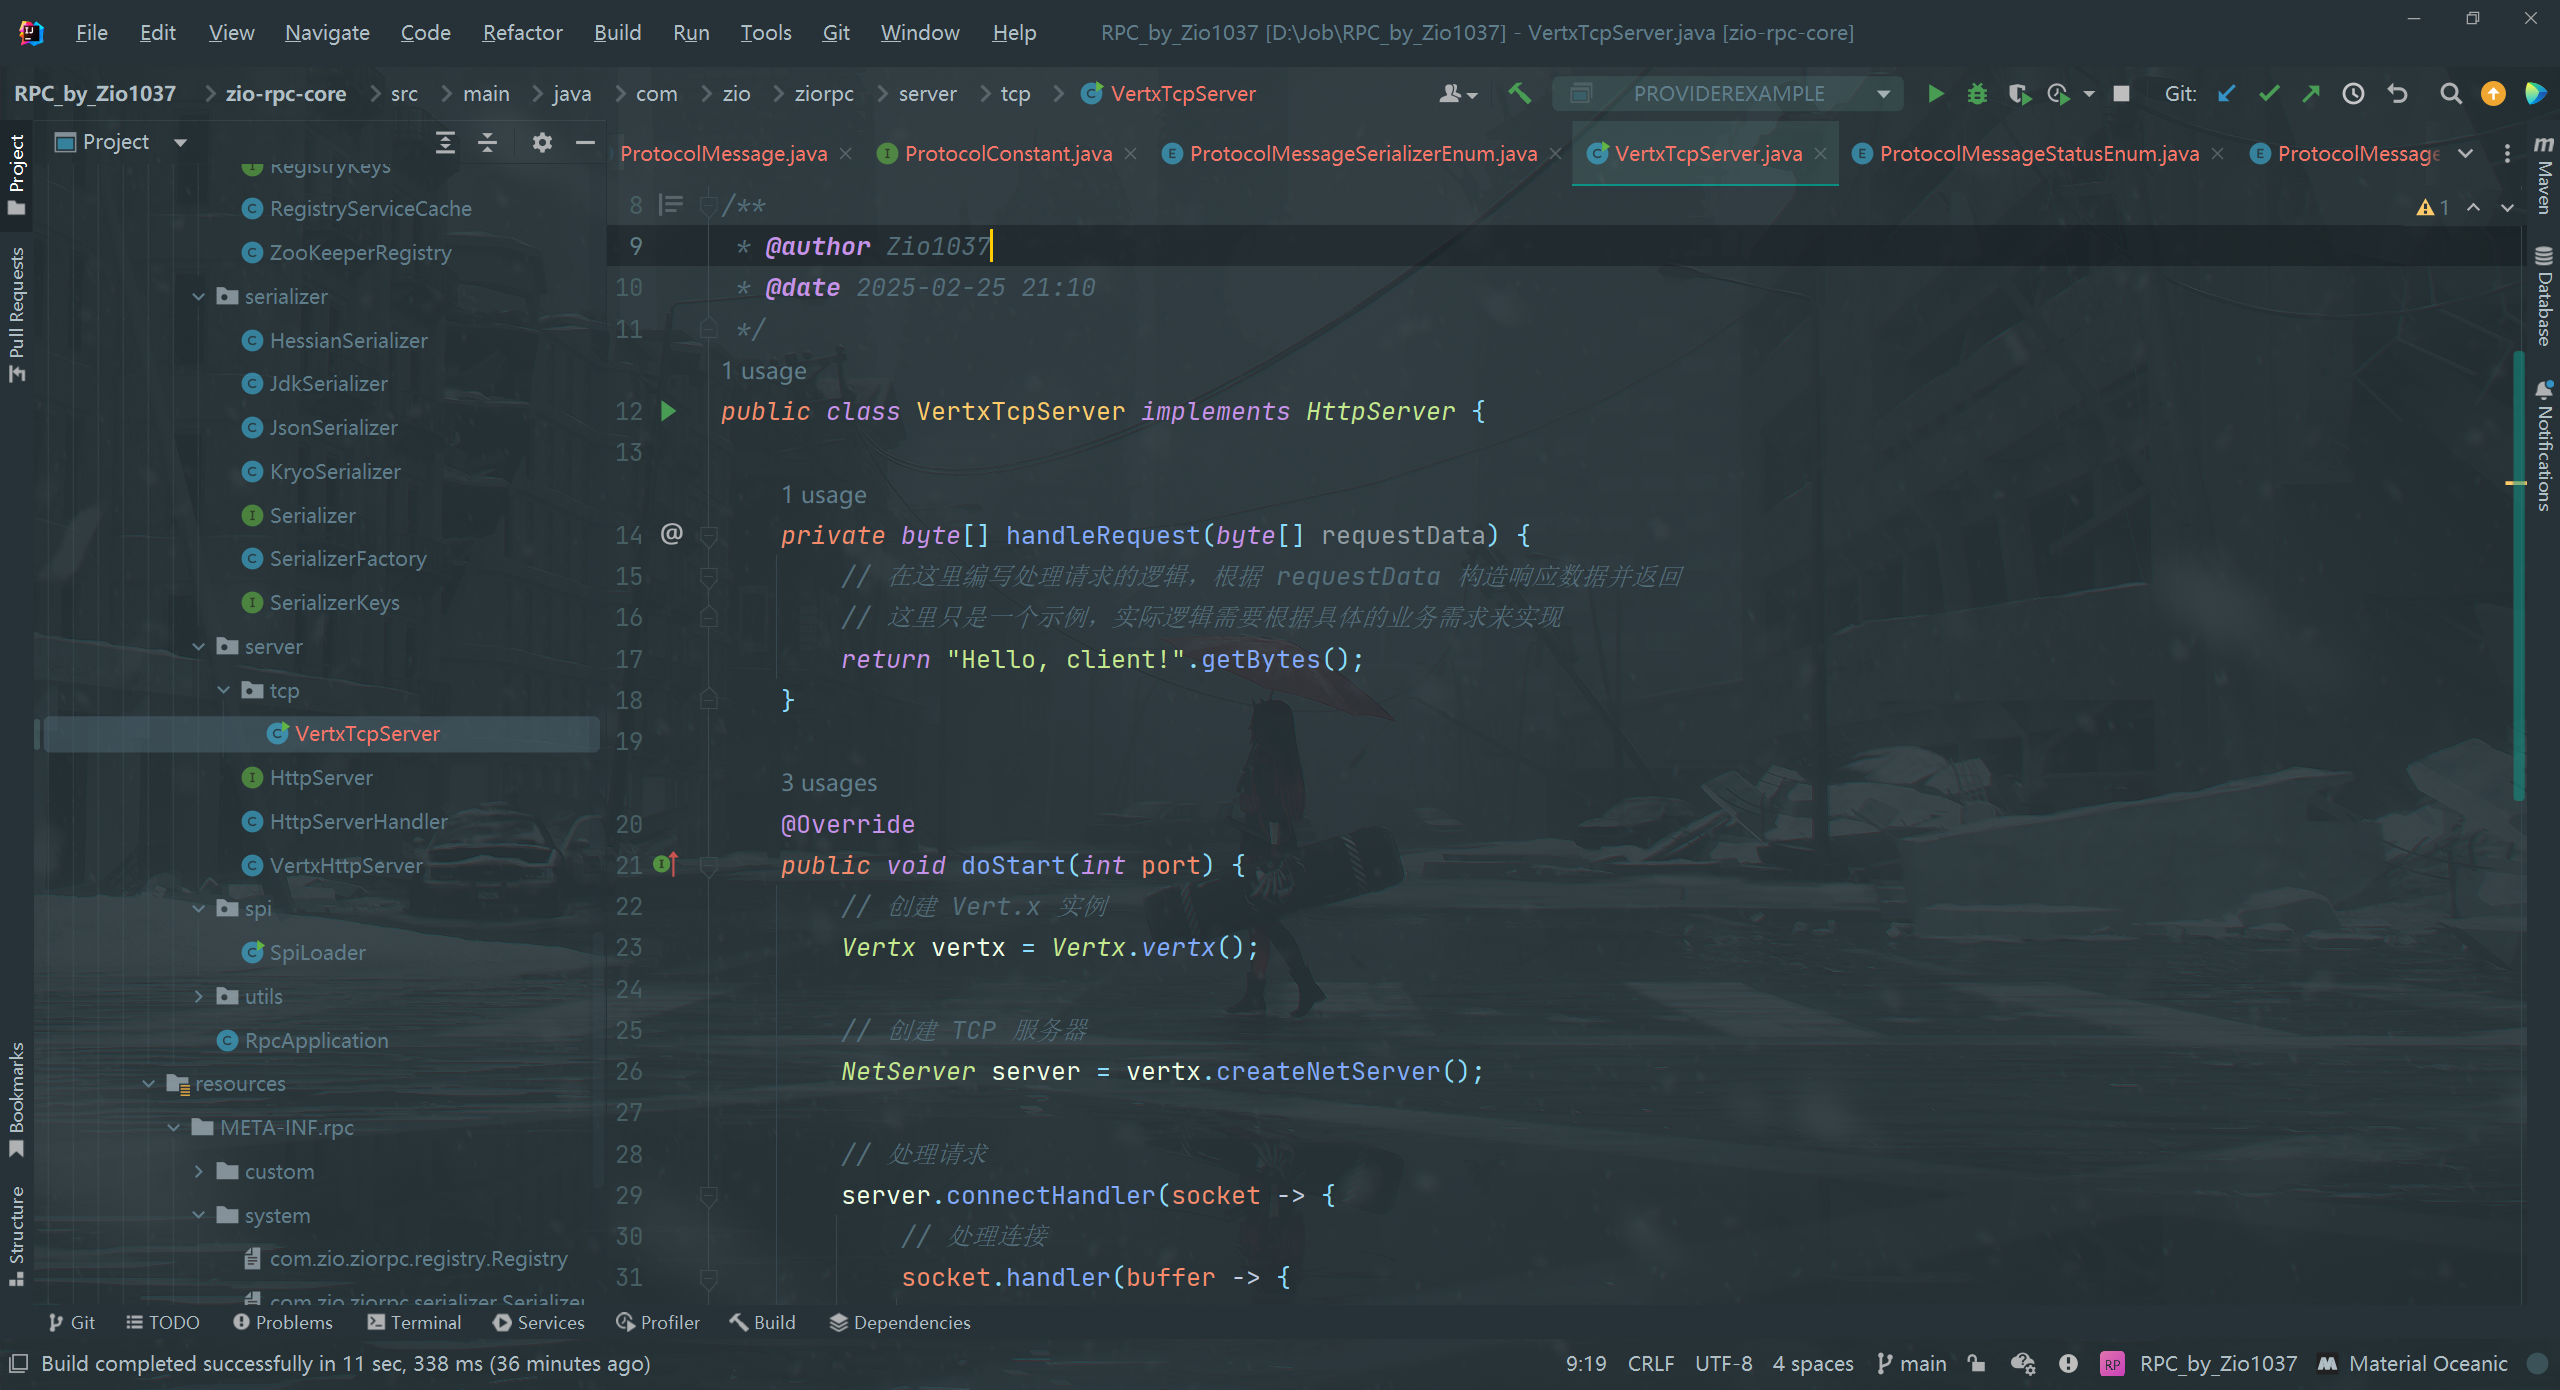 File Edit View Navigate Code Refactor Build Run Tools Git Window Help RPC_by_Zio1037 [D:\Job\RPC_by_Zio1037] - VertxTcpServer.java [zio-rpc-core]
RPC_by_Zio1037 zio-rpc-core src main java com zio ziorpc server tcp VertxTcpServer PROVIDEREXAMPLE Git:
Project
ProtocolMessage.java ProtocolConstant.java ProtocolMessageSerializerEnum.java VertxTcpServer.java ProtocolMessageStatusEnum.java ProtocolMessage
Project
Pull Requests
Bookmarks
Structure
RegistryKeys
RegistryServiceCache
ZooKeeperRegistry
serializer
HessianSerializer
JdkSerializer
JsonSerializer
KryoSerializer
Serializer
SerializerFactory
SerializerKeys
server
tcp
VertxTcpServer
HttpServer
HttpServerHandler
VertxHttpServer
spi
SpiLoader
utils
RpcApplication
resources
META-INF.rpc
custom
system
com.zio.ziorpc.registry.Registry
com.zio.ziorpc.serializer.Serializer
1
8 /**
9 * @author Zio1037
10 * @date 2025-02-25 21:10
11 */
1 usage
12 public class VertxTcpServer implements HttpServer {
13
1 usage
14 @ private byte[] handleRequest(byte[] requestData) {
15 // 在这里编写处理请求的逻辑，根据 requestData 构造响应数据并返回
16 // 这里只是一个示例，实际逻辑需要根据具体的业务需求来实现
17 return "Hello, client!".getBytes();
18 }
19
3 usages
20 @Override
21 public void doStart(int port) {
22 // 创建 Vert.x 实例
23 Vertx vertx = Vertx.vertx();
24
25 // 创建 TCP 服务器
26 NetServer server = vertx.createNetServer();
27
28 // 处理请求
29 server.connectHandler(socket -> {
30 // 处理连接
31 socket.handler(buffer -> {
Maven
Database
Notifications
Git TODO Problems Terminal Services Profiler Build Dependencies
Build completed successfully in 11 sec, 338 ms (36 minutes ago) 9:19 CRLF UTF-8 4 spaces main RP RPC_by_Zio1037 Material Oceanic